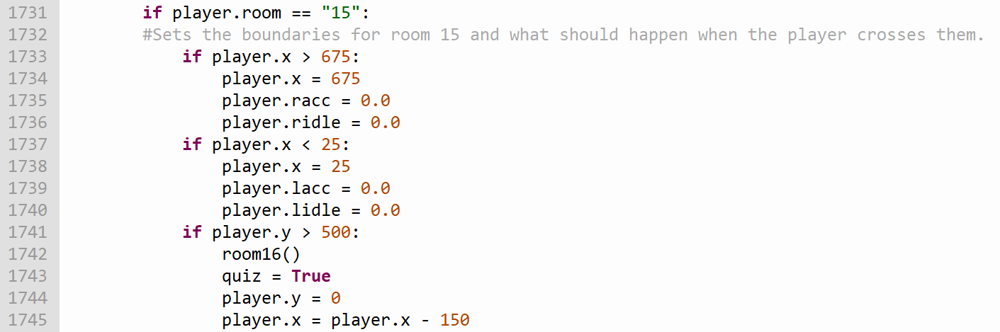 1731 if player.room == "15":
1732 #Sets the boundaries for room 15 and what should happen when the player crosses them.
1733 if player.x > 675:
1734 player.x = 675
1735 player.racc = 0.0
1736 player.ridle = 0.0
1737 if player.x < 25:
1738 player.x = 25
1739 player.lacc = 0.0
1740 player.lidle = 0.0
1741 if player.y > 500:
1742 room16()
1743 quiz = True
1744 player.y = 0
1745 player.x = player.x - 150